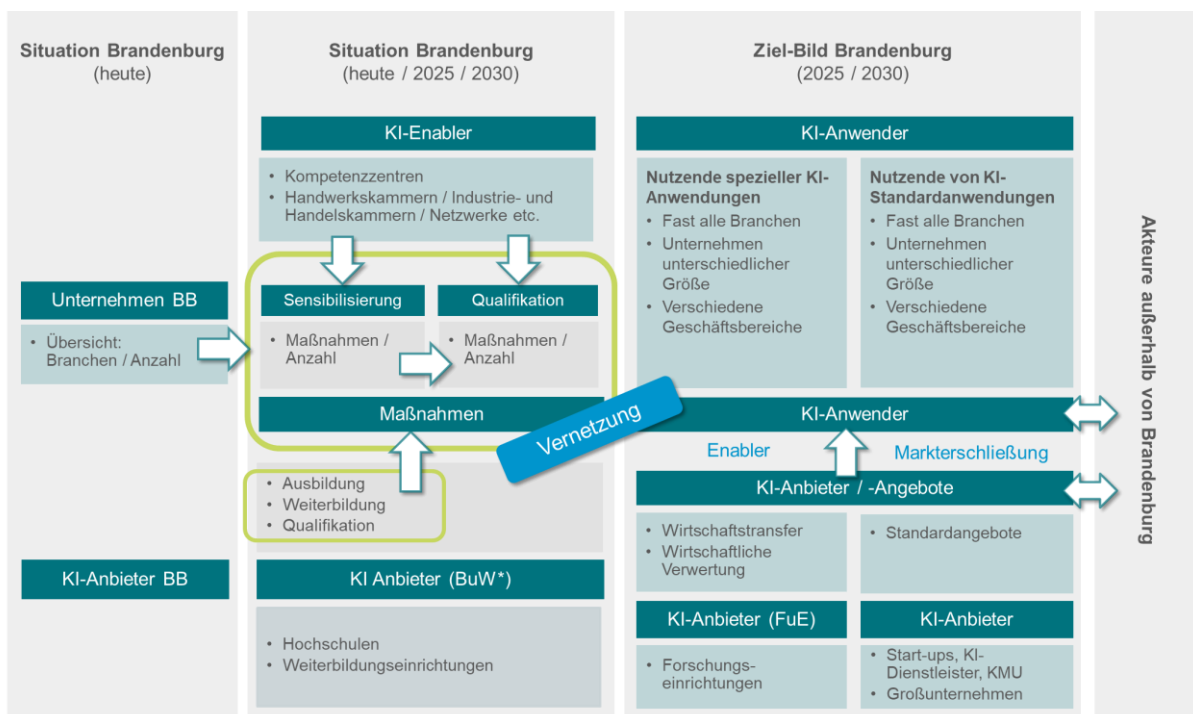 Situation Brandenburg
(heute)
Unternehmen BB
• Übersicht:
Branchen / Anzahl
KI-Anbieter BB
Situation Brandenburg
(heute / 2025 / 2030)
KI-Enabler
• Kompetenzzentren
• Handwerkskammern / Industrie- und
Handelskammern / Netzwerke etc.
Sensibilisierung
• Maßnahmen /
Anzahl
Qualifikation
• Maßnahmen /
Anzahl
Maßnahmen
Vernetzung
• Ausbildung
• Weiterbildung
• Qualifikation
KI Anbieter (BuW*)
• Hochschulen
• Weiterbildungseinrichtungen
Ziel-Bild Brandenburg
(2025 / 2030)
KI-Anwender
Nutzende spezieller KI-
Anwendungen
• Fast alle Branchen
• Unternehmen
unterschiedlicher
Größe
• Verschiedene
Geschäftsbereiche
Nutzende von KI-
Standardanwendungen
• Fast alle Branchen
• Unternehmen
unterschiedlicher
Größe
• Verschiedene
Geschäftsbereiche
KI-Anwender
Enabler
Markterschließung
KI-Anbieter / -Angebote
• Wirtschaftstransfer
• Wirtschaftliche
Verwertung
• Standardangebote
KI-Anbieter (FuE)
• Forschungs-
einrichtungen
KI-Anbieter
• Start-ups, KI-
Dienstleister, KMU
• Großunternehmen
Akteure außerhalb von Brandenburg